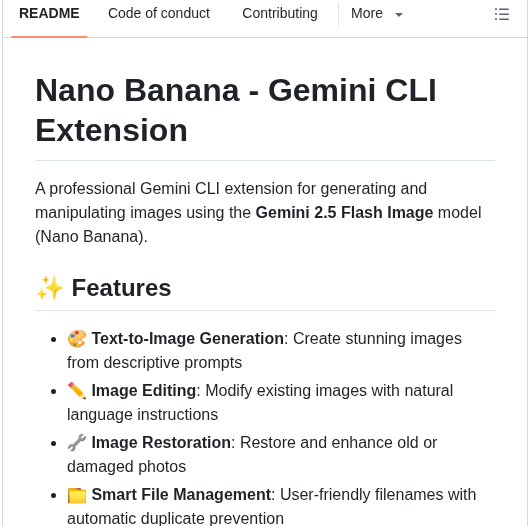 README Code of conduct Contributing More
Nano Banana - Gemini CLI
Extension
A professional Gemini CLI extension for generating and
manipulating images using the Gemini 2.5 Flash Image model
(Nano Banana).
✨ Features
• 🎨 Text-to-Image Generation: Create stunning images
from descriptive prompts
• ✏️ Image Editing: Modify existing images with natural
language instructions
• 🔧 Image Restoration: Restore and enhance old or
damaged photos
• 📁 Smart File Management: User-friendly filenames with
automatic duplicate prevention